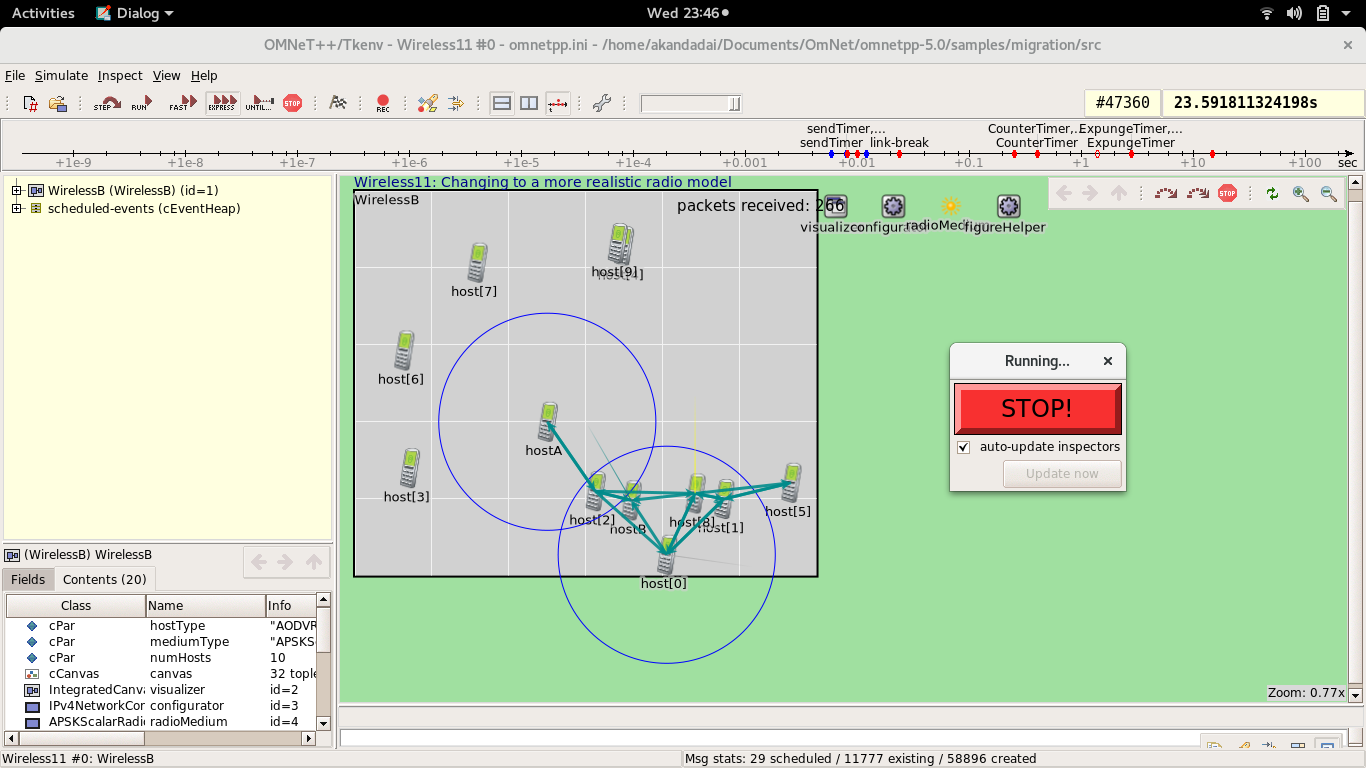 Activities Dialog Wed 23:46
OMNeT++/Tkenv - Wireless11 #0 - omnetpp.ini - /home/akandadai/Documents/OmNet/omnetpp-5.0/samples/migration/src
File Simulate Inspect View Help
STEP RUN FAST EXPRESS UNTIL... STOP REC #47360 23.591811324198s
sendTimer,... CounterTimer,... ExpungeTimer,...
sendTimer link-break CounterTimer ExpungeTimer
+1e-9 +1e-8 +1e-7 +1e-6 +1e-5 +1e-4 +0.001 +0.01 +0.1 +1 +10 +100 sec
WirelessB (WirelessB) (id=1)
scheduled-events (cEventHeap)
Wireless11: Changing to a more realistic radio model
WirelessB
packets received: 266
visualizer configurator radioMedium figureHelper
STOP
host[9]
host[7]
host[6]
hostA
host[3]
host[2] hostB host[8] host[1] host[5]
host[0]
Running...
STOP!
auto-update inspectors
Update now
Zoom: 0.77x
(WirelessB) WirelessB
Fields Contents (20)
Class Name Info
cPar hostType "AODVR
cPar mediumType "APSKS
cPar numHosts 10
cCanvas canvas 32 tople
IntegratedCanva visualizer id=2
IPv4NetworkCor configurator id=3
APSKScalarRadi radioMedium id=4
Wireless11 #0: WirelessB Msg stats: 29 scheduled / 11777 existing / 58896 created